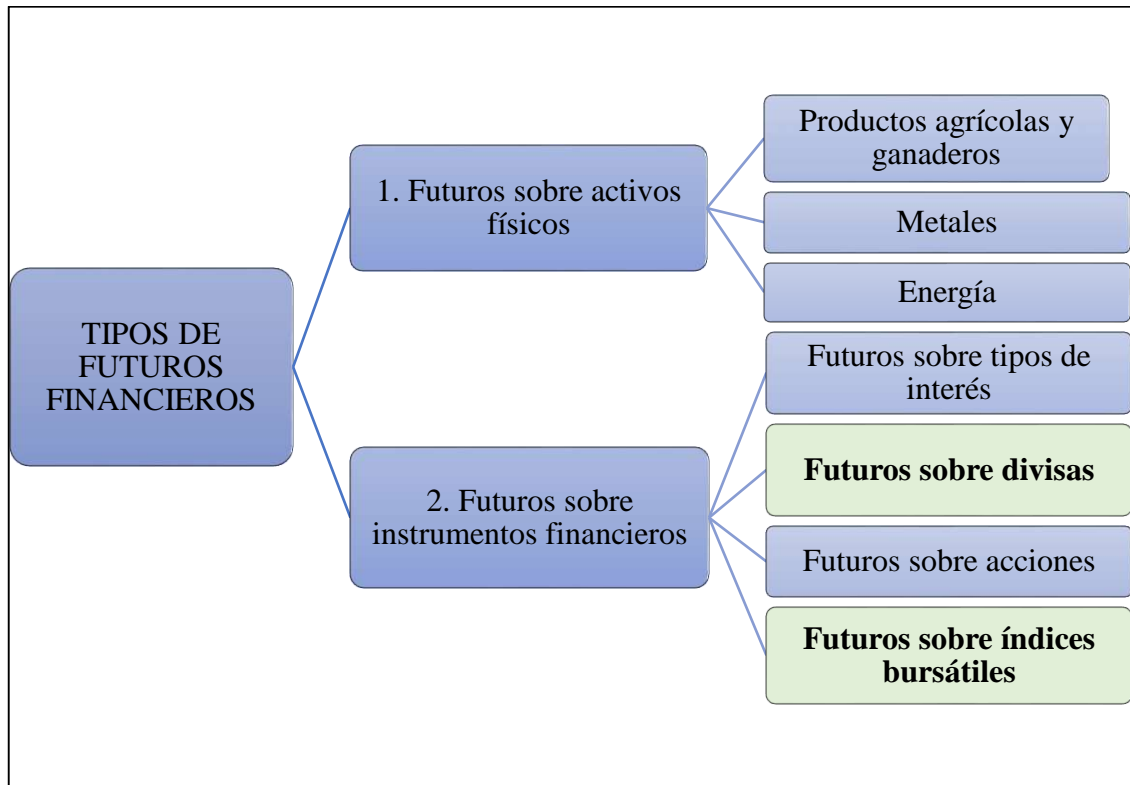 TIPOS DE
FUTUROS
FINANCIEROS
1. Futuros sobre activos
físicos
Productos agrícolas y
ganaderos
Metales
Energía
2. Futuros sobre
instrumentos financieros
Futuros sobre tipos de
interés
Futuros sobre divisas
Futuros sobre acciones
Futuros sobre índices
bursátiles